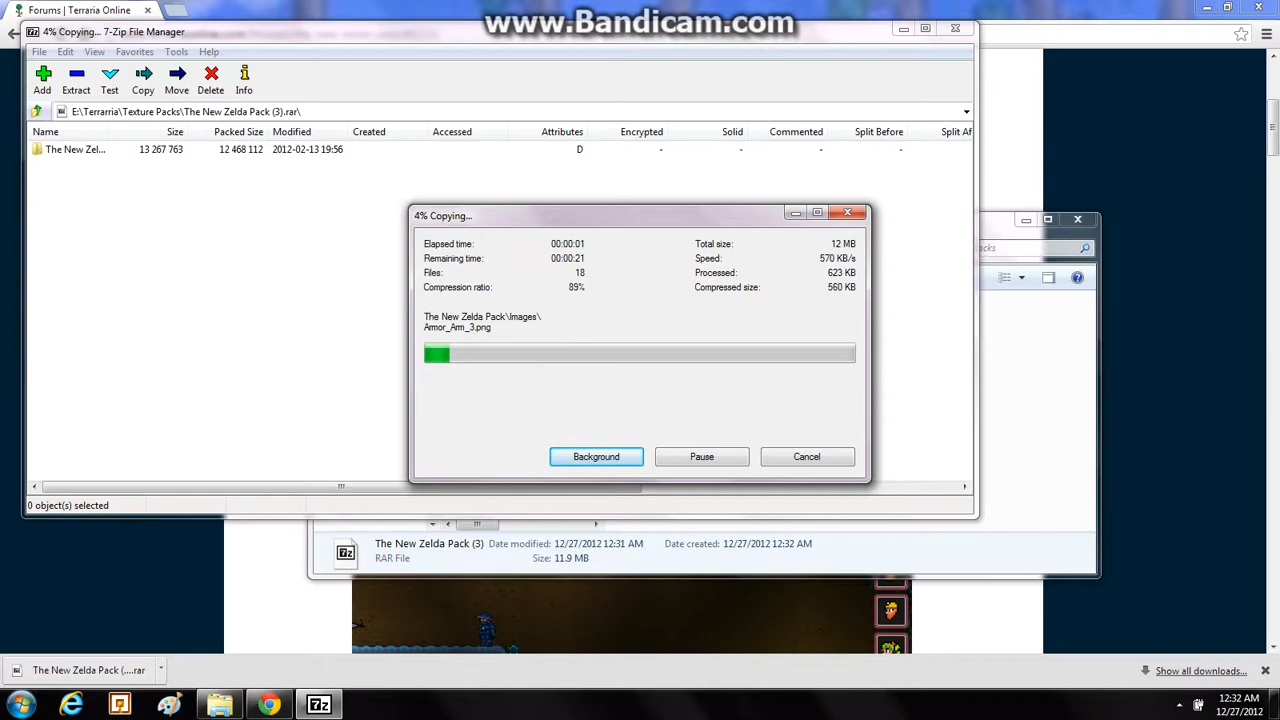 Forums | Terraria Online
www.Bandicam.com
4% Copying... 7-Zip File Manager
File Edit View Favorites Tools Help
Add Extract Test Copy Move Delete Info
E:\Terrarria\Texture Packs\The New Zelda Pack (3).rar\
Name Size Packed Size Modified Created Accessed Attributes Encrypted Solid Commented Split Before Split Af
The New Zel... 13 267 763 12 468 112 2012-02-13 19:56 D - - - -
4% Copying...
Elapsed time: 00:00:01 Total size: 12 MB
Remaining time: 00:00:21 Speed: 570 KB/s
Files: 18 Processed: 623 KB
Compression ratio: 89% Compressed size: 560 KB
The New Zelda Pack\Images\
Armor_Arm_3.png
Background Pause Cancel
0 object(s) selected
The New Zelda Pack (3) Date modified: 12/27/2012 12:31 AM Date created: 12/27/2012 12:32 AM
RAR File Size: 11.9 MB
The New Zelda Pack (....rar
Show all downloads...
12:32 AM
12/27/2012